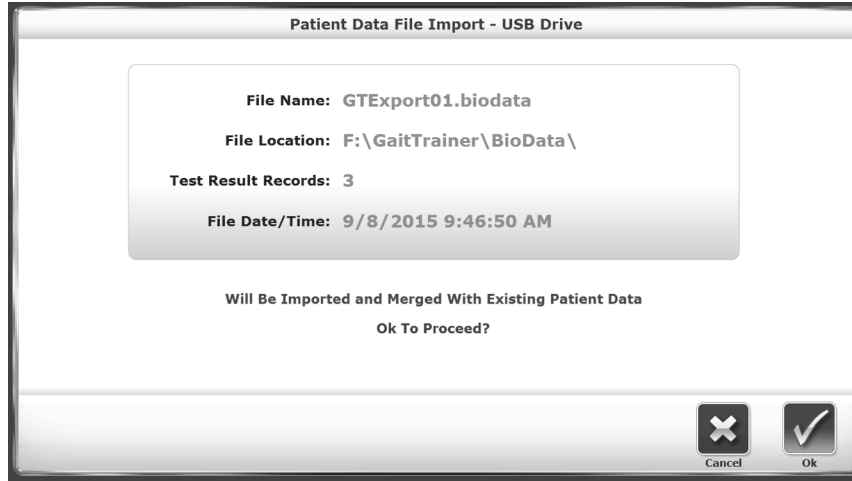 Patient Data File Import - USB Drive
File Name: GTExport01.biodata
File Location: F:\GaitTrainer\BioData\
Test Result Records: 3
File Date/Time: 9/8/2015 9:46:50 AM
Will Be Imported and Merged With Existing Patient Data
Ok To Proceed?
Cancel Ok